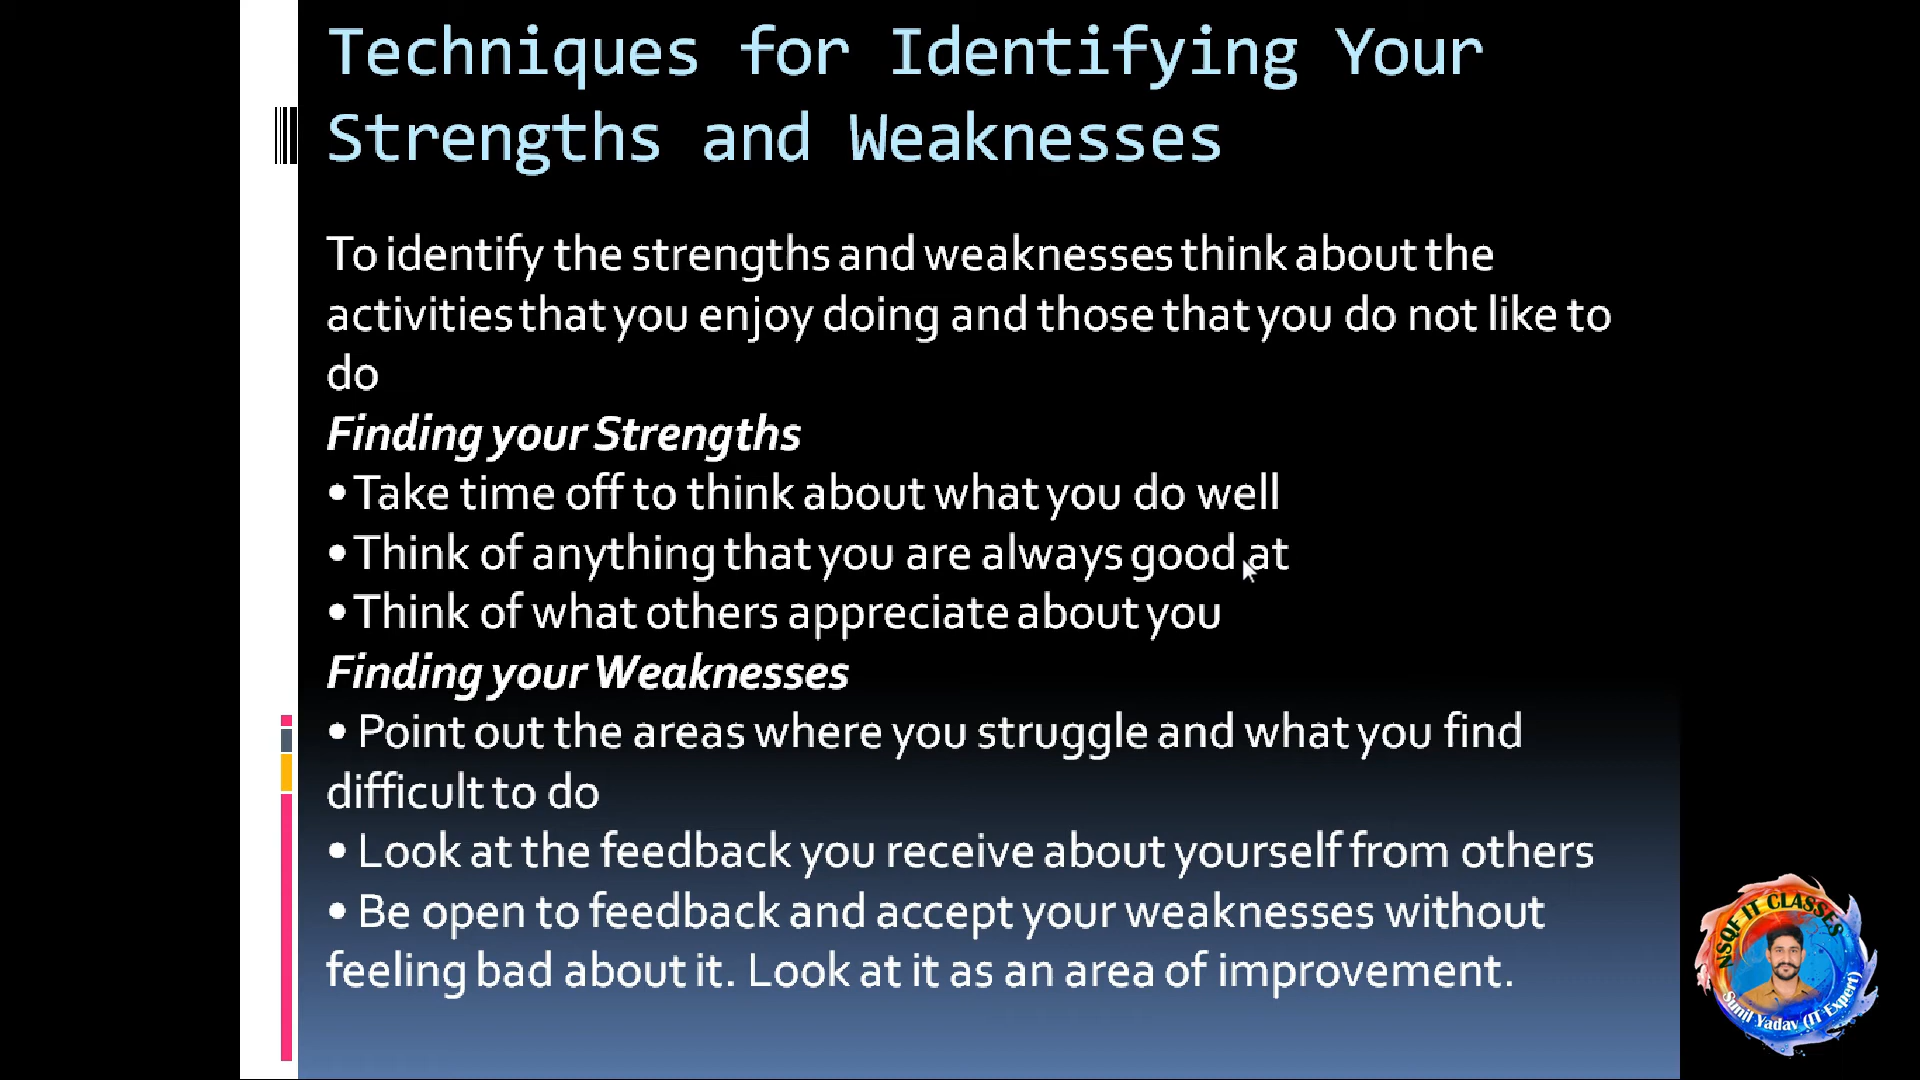 Techniques for Identifying Your
Strengths and Weaknesses
To identify the strengths and weaknesses think about the
activities that you enjoy doing and those that you do not like to
do
Finding your Strengths
•Take time off to think about what you do well
•Think of anything that you are always good at
•Think of what others appreciate about you
Finding your Weaknesses
• Point out the areas where you struggle and what you find
difficult to do
• Look at the feedback you receive about yourself from others
• Be open to feedback and accept your weaknesses without
feeling bad about it. Look at it as an area of improvement.
NSQF IT CLASSES
Sunil Yadav (IT Expert)